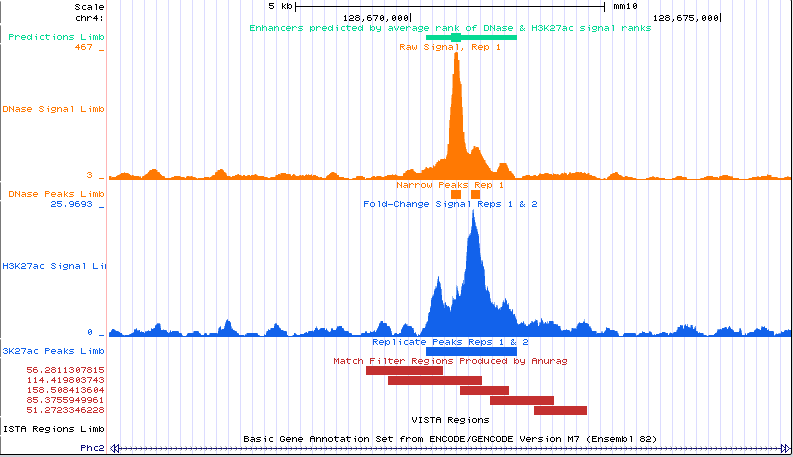 Scale 5 kb mm10
chr4: 128,670,000 128,675,000
Enhancers predicted by average rank of DNase & H3K27ac signal ranks
Predictions Limb
Raw Signal, Rep 1
467 _
DNase Signal Limb
3 _
Narrow Peaks Rep 1
DNase Peaks Limb
Fold-Change Signal Reps 1 & 2
25.9693 _
H3K27ac Signal Li
0 _
Replicate Peaks Reps 1 & 2
3K27ac Peaks Limb
Match Filter Regions Produced by Anurag
56.2811307815
114.419803743
158.508413604
85.3755949961
51.2723346228
VISTA Regions
ISTA Regions Limb
Basic Gene Annotation Set from ENCODE/GENCODE Version M7 (Ensembl 82)
Phc2